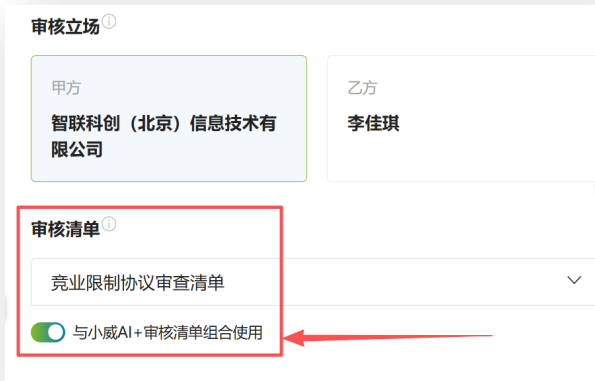 审核立场
甲方
智联科创（北京）信息技术有
限公司
乙方
李佳琪
审核清单
竞业限制协议审查清单
与小威AI+审核清单组合使用